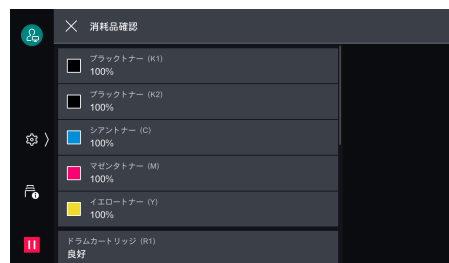 消耗品確認
ブラックトナー (K1)
100%
ブラックトナー (K2)
100%
シアントナー (C)
100%
マゼンタトナー (M)
100%
イエロートナー (Y)
100%
ドラムカートリッジ (R1)
良好